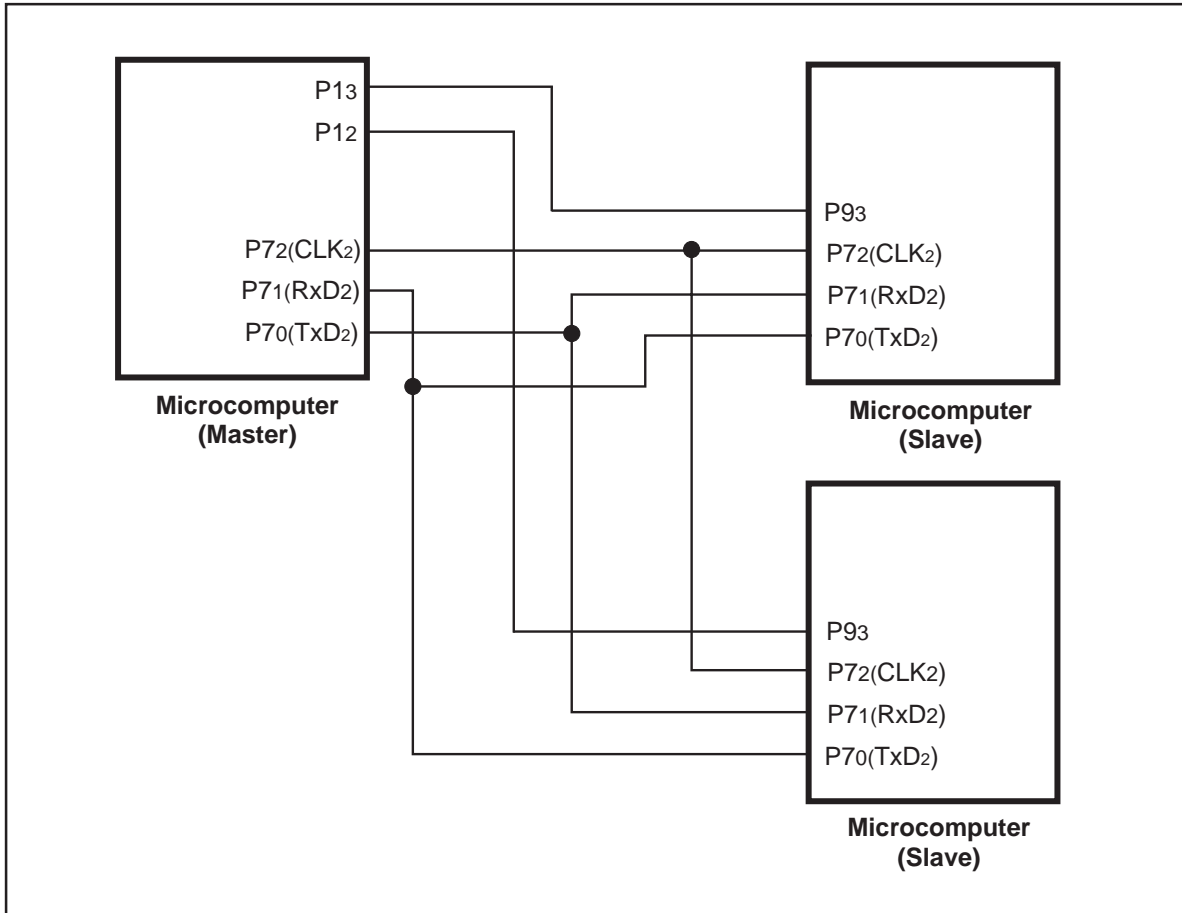 P13
P12
P72(CLK2)
P71(RxD2)
P70(TxD2)
Microcomputer
(Master)
P93
P72(CLK2)
P71(RxD2)
P70(TxD2)
Microcomputer
(Slave)
P93
P72(CLK2)
P71(RxD2)
P70(TxD2)
Microcomputer
(Slave)